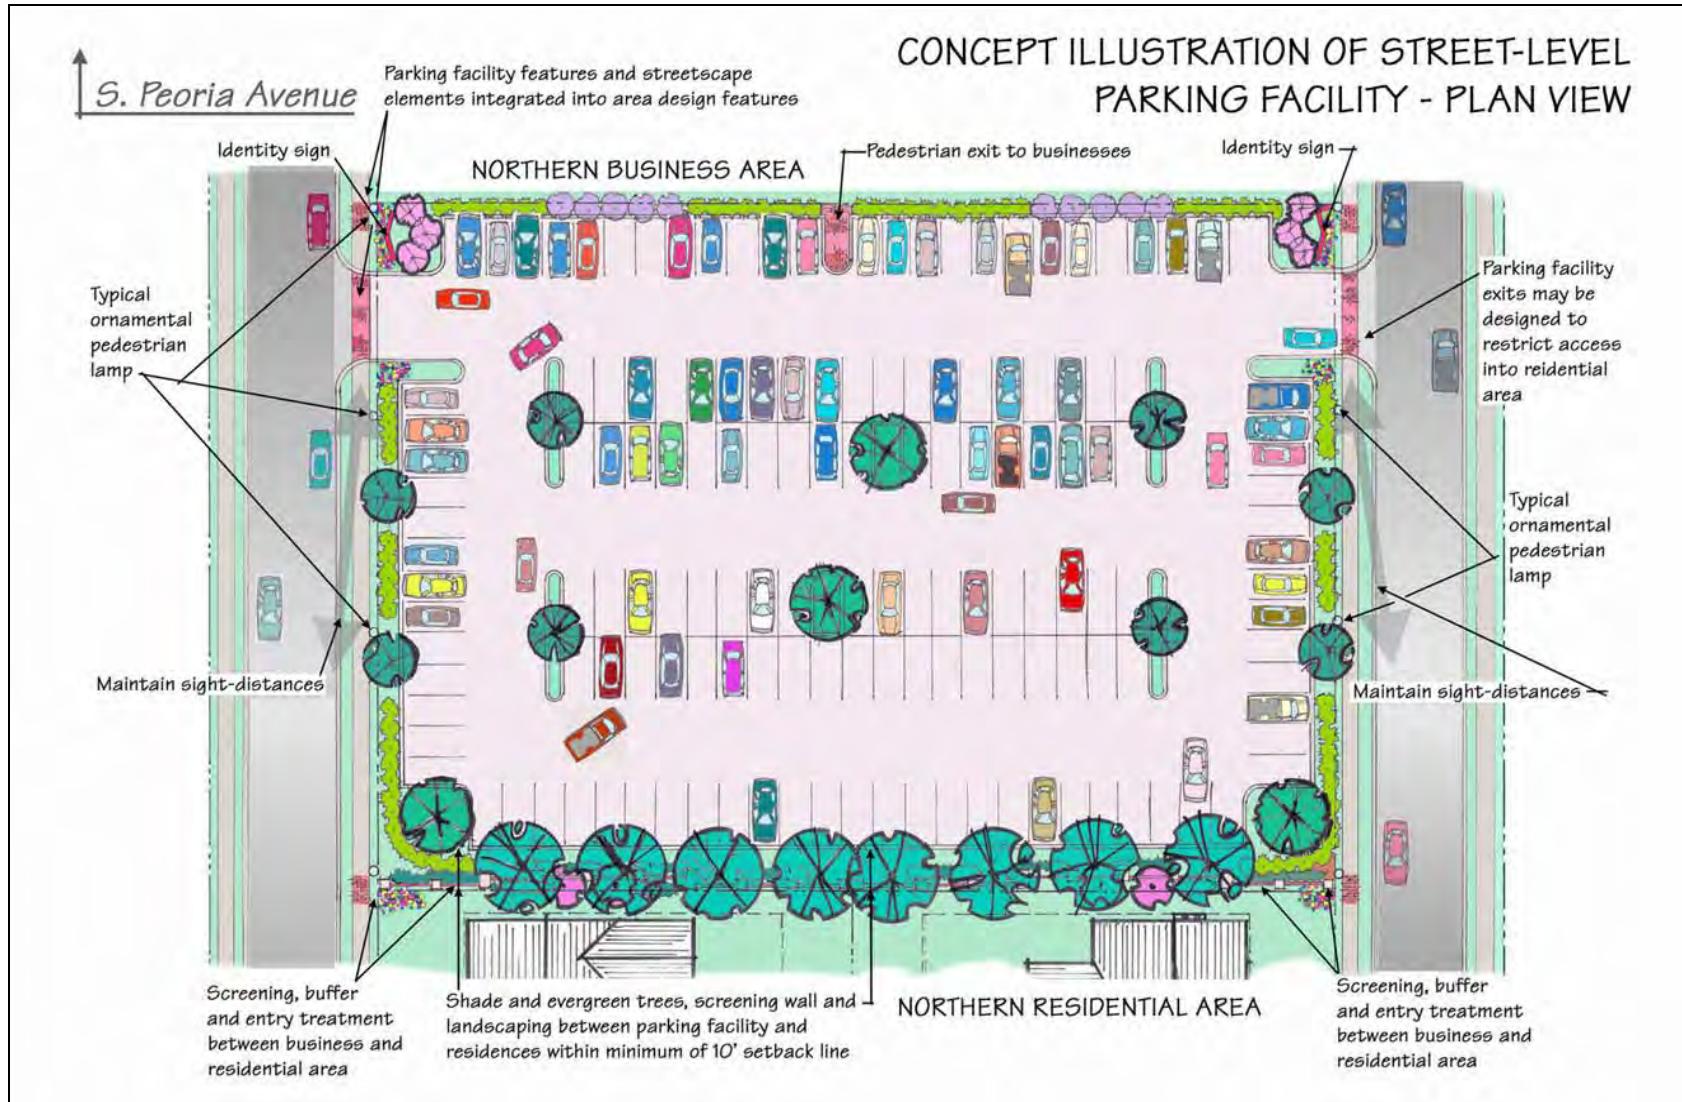 CONCEPT ILLUSTRATION OF STREET-LEVEL
PARKING FACILITY - PLAN VIEW
S. Peoria Avenue
Parking facility features and streetscape
elements integrated into area design features
Identity sign
NORTHERN BUSINESS AREA
Pedestrian exit to businesses
Identity sign
Typical
ornamental
pedestrian
lamp
Parking facility
exits may be
designed to
restrict access
into reidential
area
Typical
ornamental
pedestrian
lamp
Maintain sight-distances
Maintain sight-distances
Screening, buffer
and entry treatment
between business and
residential area
Shade and evergreen trees, screening wall and
landscaping between parking facility and
residences within minimum of 10' setback line
NORTHERN RESIDENTIAL AREA
Screening, buffer
and entry treatment
between business and
residential area